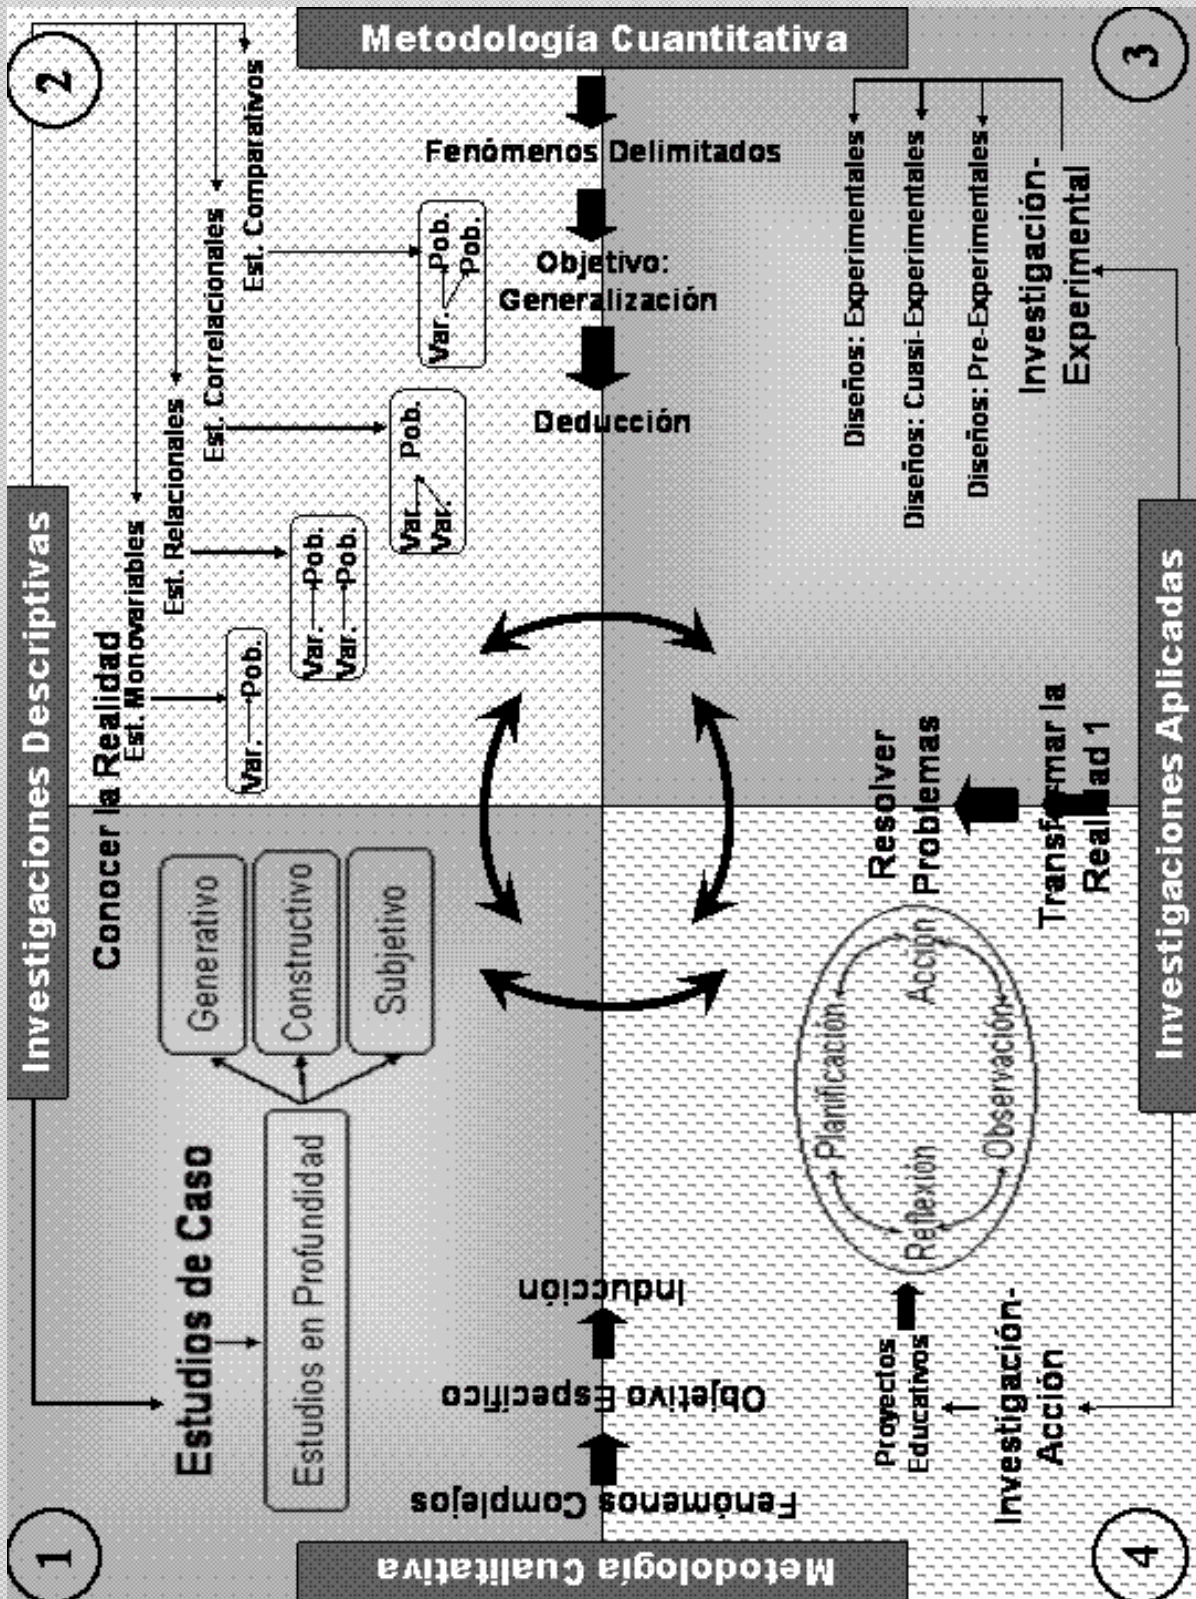 Investigaciones Descriptivas
Conocer la Realidad
1
Estudios de Caso
Estudios en Profundidad
Generativo
Constructivo
Subjetivo
2
Est. Monovariables
Est. Relacionales
Est. Correlacionales
Est. Comparativos
Var. Pob.
Var. Pob.
Var. Pob.
Var. Pob.
Var.
Var. Pob.
Pob.
Metodología Cualitativa
Fenómenos Complejos
Objetivo Específico
Inducción
Metodología Cuantitativa
Fenómenos Delimitados
Objetivo:
Generalización
Deducción
4
Proyectos
Educativos
Investigación-
Acción
Planificación
Acción
Observación
Reflexión
Resolver
Problemas
Transformar la
Realidad 1
3
Diseños: Experimentales
Diseños: Cuasi-Experimentales
Diseños: Pre-Experimentales
Investigación-
Experimental
Investigaciones Aplicadas